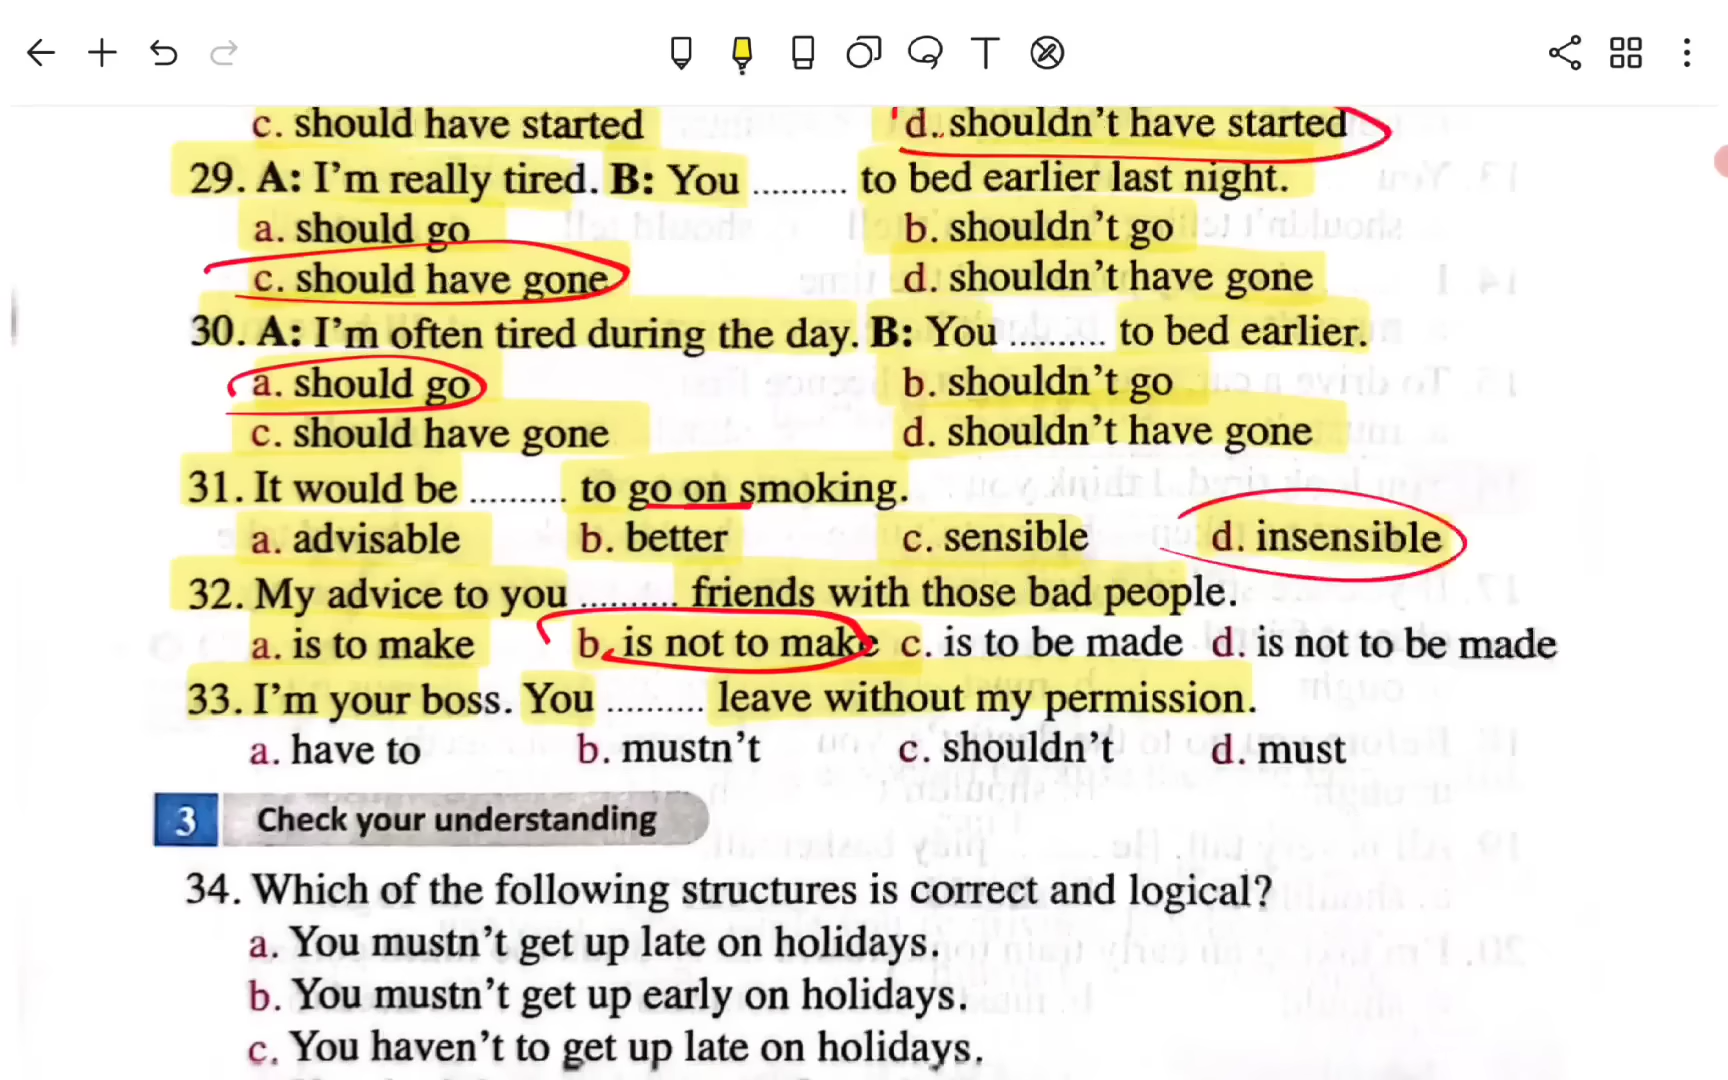 c. should have started d. shouldn't have started
29. A: I'm really tired. B: You .......... to bed earlier last night.
a. should go b. shouldn't go
c. should have gone d. shouldn't have gone
30. A: I'm often tired during the day. B: You .......... to bed earlier.
a. should go b. shouldn't go
c. should have gone d. shouldn't have gone
31. It would be .......... to go on smoking.
a. advisable b. better c. sensible d. insensible
32. My advice to you .......... friends with those bad people.
a. is to make b. is not to make c. is to be made d. is not to be made
33. I'm your boss. You .......... leave without my permission.
a. have to b. mustn't c. shouldn't d. must
3 Check your understanding
34. Which of the following structures is correct and logical?
a. You mustn't get up late on holidays.
b. You mustn't get up early on holidays.
c. You haven't to get up late on holidays.